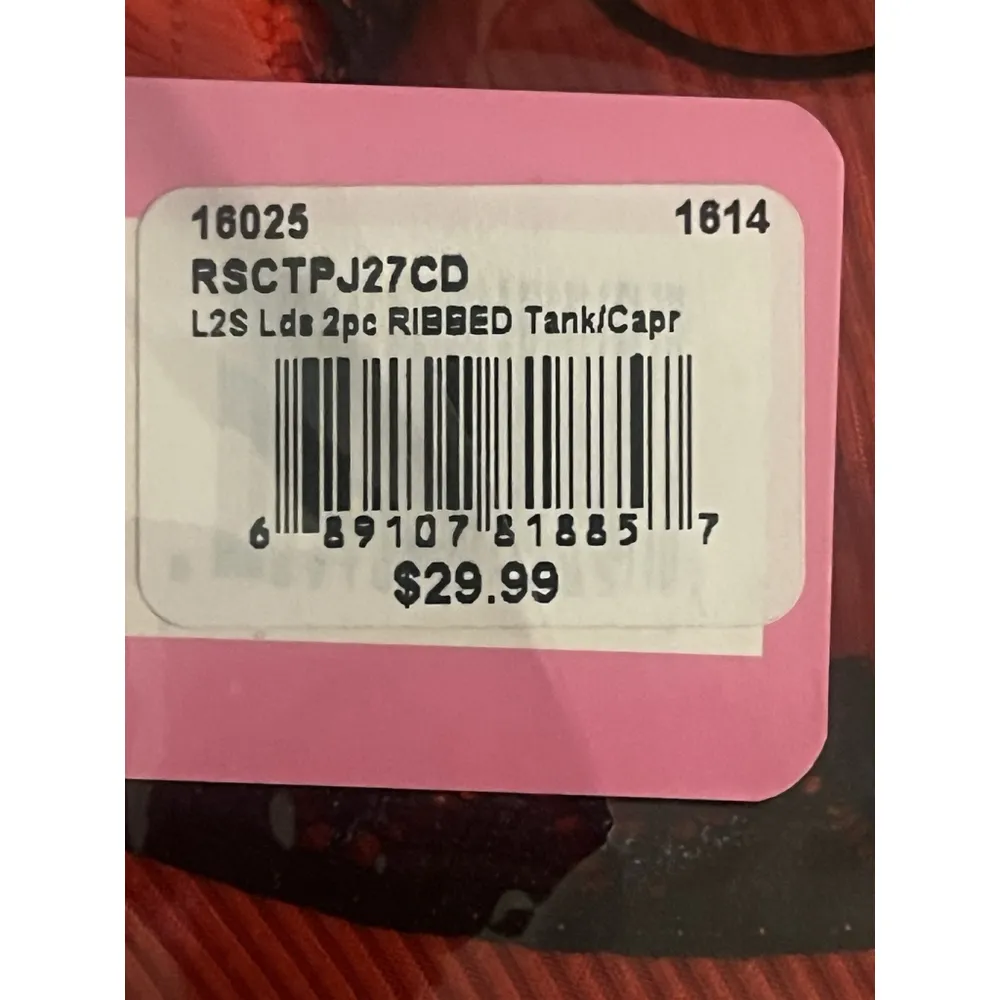 16025 1614
RSCTPJ27CD
L2S Lds 2pc RIBBED Tank/Capr
6 89107 81885 7
$29.99